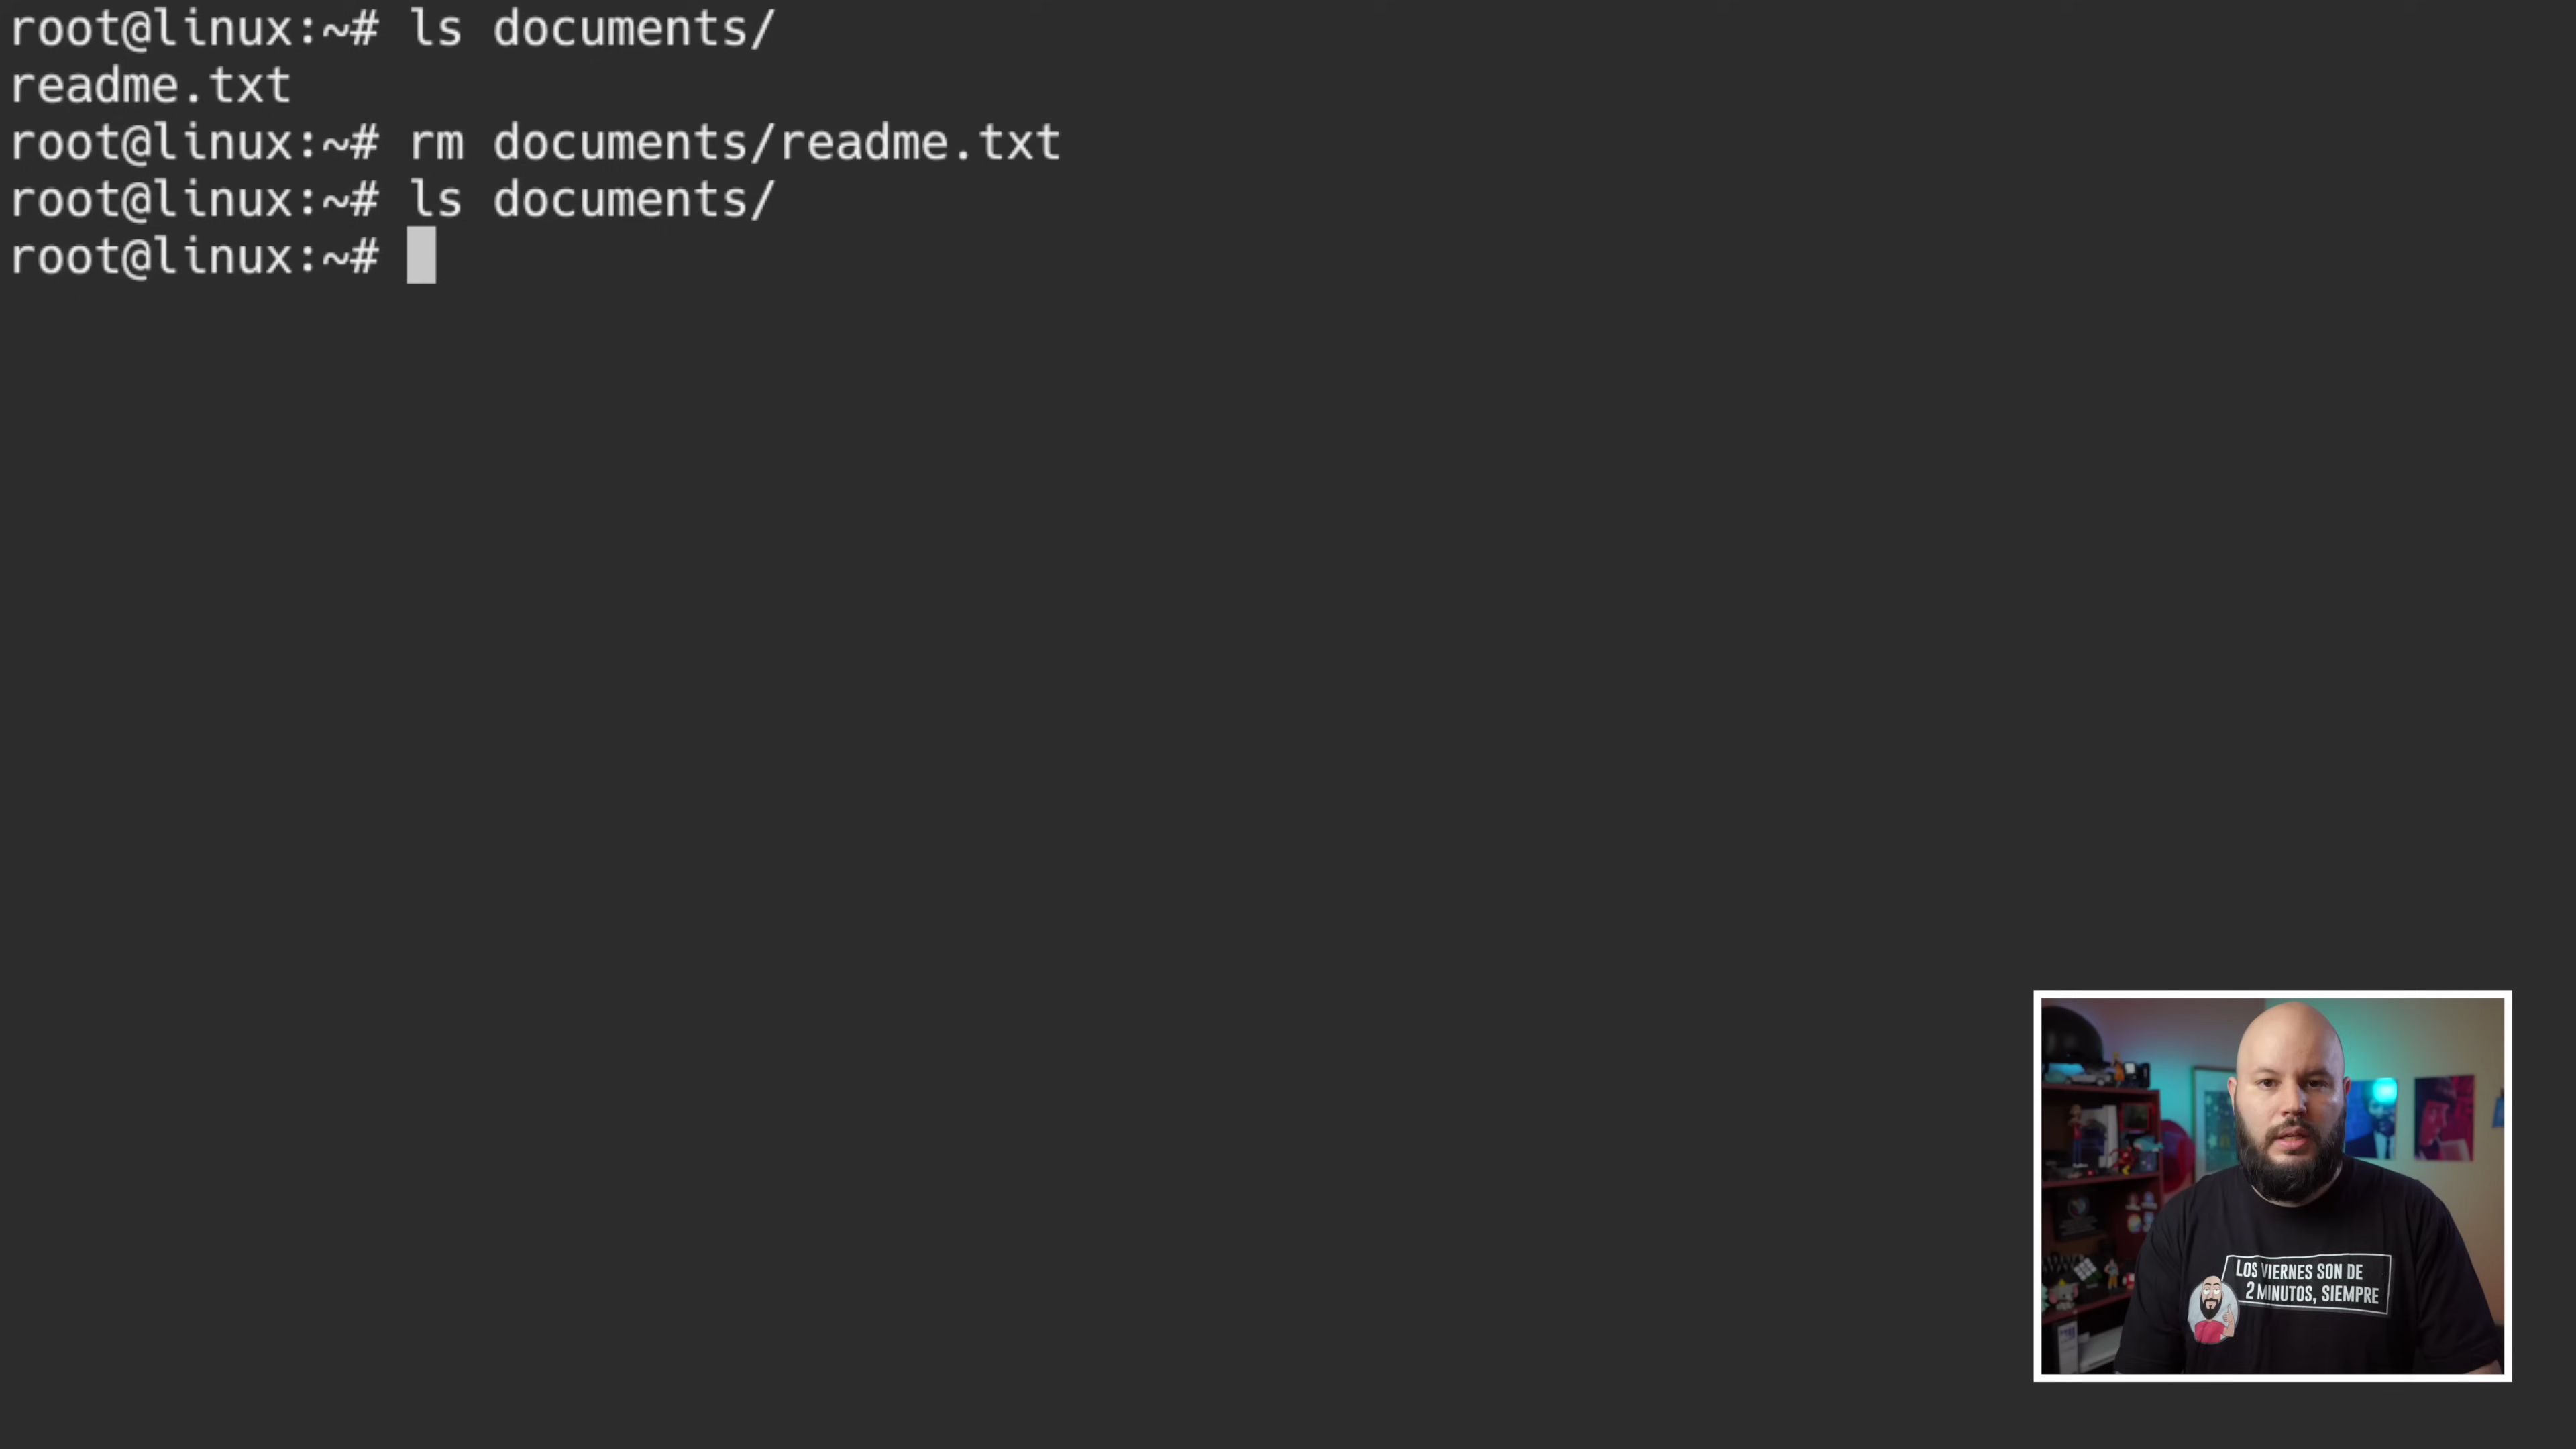 root@linux:~# ls documents/
readme.txt
root@linux:~# rm documents/readme.txt
root@linux:~# ls documents/
root@linux:~#
LOS VIERNES SON DE
2 MINUTOS, SIEMPRE